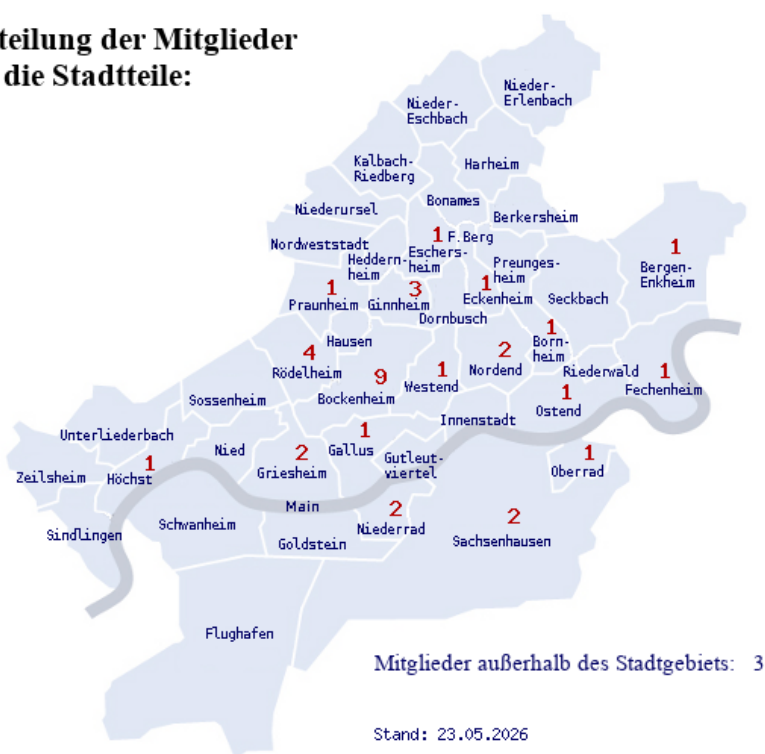 teilung der Mitglieder
die Stadtteile:
Nieder-
Erlenbach
Nieder-
Eschbach
Kalbach-
Riedberg
Harheim
Bonames
Niederursel
Berkersheim
1 F.Berg
Nordweststadt
Eschers-
heim
Heddern-
heim
Preunges-
heim
1
Bergen-
Enkheim
1
Praunheim
3
Ginnheim
1
Eckenheim
Seckbach
Dornbusch
Hausen
1
Born-
heim
4
Rödelheim
9
Bockenheim
1
Westend
2
Nordend
Riederwald
1
Fechenheim
1
Ostend
Sossenheim
Innenstadt
Unterliederbach
Nied
1
Gallus
Gutleut-
viertel
2
Griesheim
1
Oberrad
Zeilsheim
1
Höchst
Main
2
Niederrad
2
Sachsenhausen
Schwanheim
Sindlingen
Goldstein
Flughafen
Mitglieder außerhalb des Stadtgebiets: 3
Stand: 23.05.2026